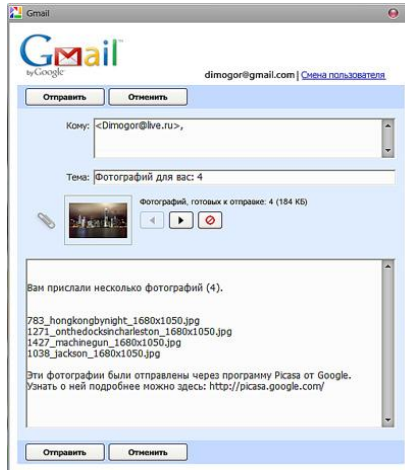 Gmail
Gmail
by Google
dimogor@gmail.com | Смена пользователя
Отправить Отменить
Кому: <Dimogor@live.ru>,
Тема: Фотографий для вас: 4
Фотографий, готовых к отправке: 4 (184 КБ)
Вам прислали несколько фотографий (4).
783_hongkongbynight_1680x1050.jpg
1271_onthedocksincharleston_1680x1050.jpg
1427_machinegun_1680x1050.jpg
1038_jackson_1680x1050.jpg
Эти фотографии были отправлены через программу Picasa от Google.
Узнать о ней подробнее можно здесь: http://picasa.google.com/
Отправить Отменить